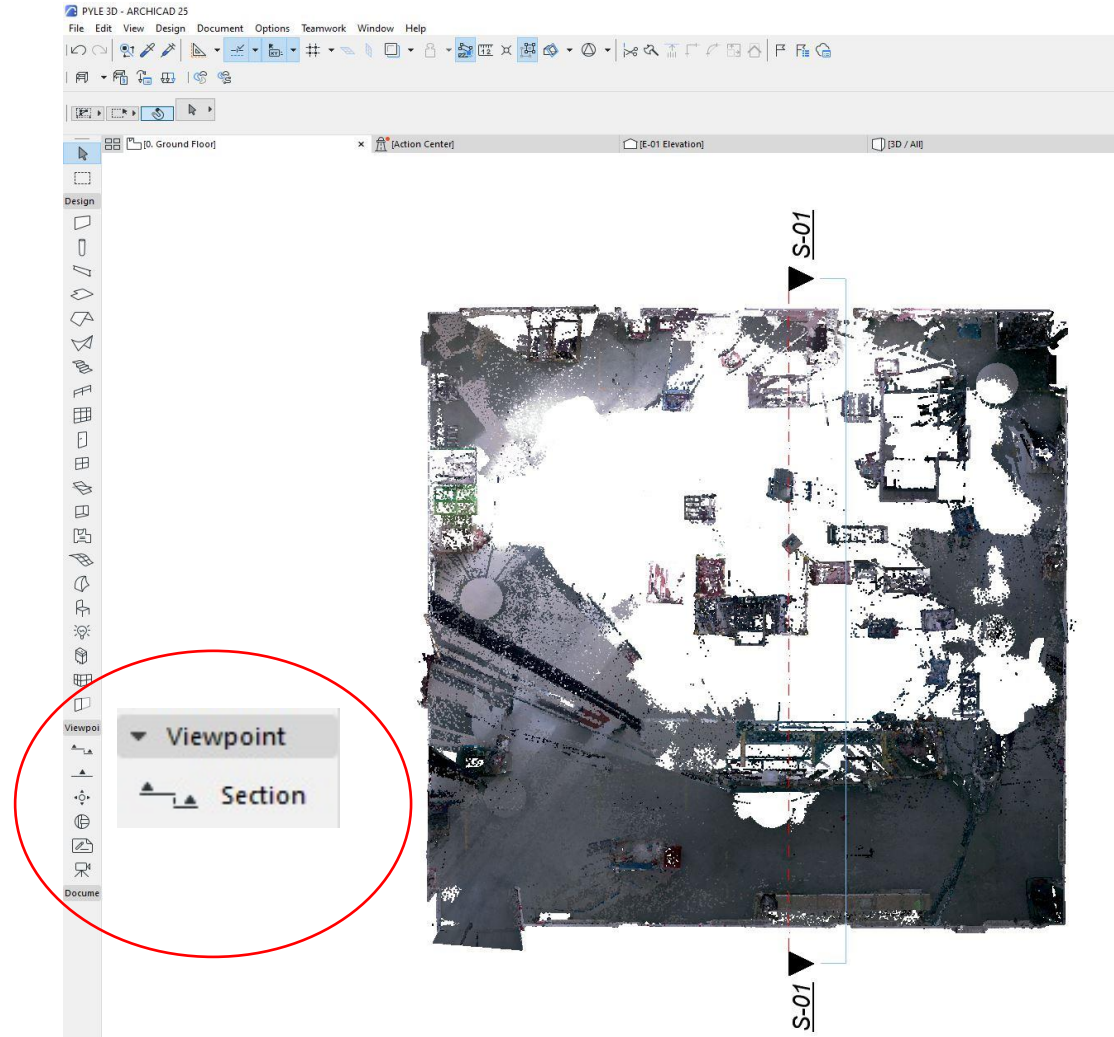 PYLE 3D - ARCHICAD 25
File Edit View Design Document Options Teamwork Window Help
[0. Ground Floor] × [Action Center] [E-01 Elevation] [3D / All]
Design
S-01
Viewpoi
Viewpoint
Section
Docume
S-01